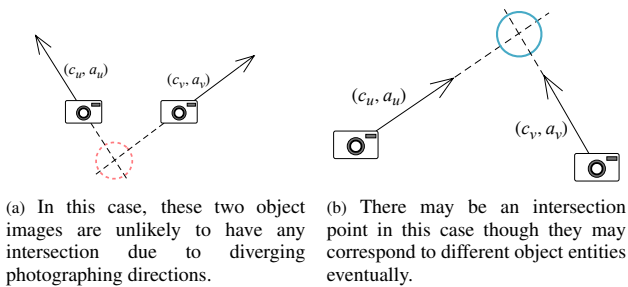 (c_u, a_u)
(c_v, a_v)
(c_u, a_u)
(c_v, a_v)
(a) In this case, these two object
images are unlikely to have any
intersection due to diverging
photographing directions.
(b) There may be an intersection
point in this case though they may
correspond to different object entities
eventually.